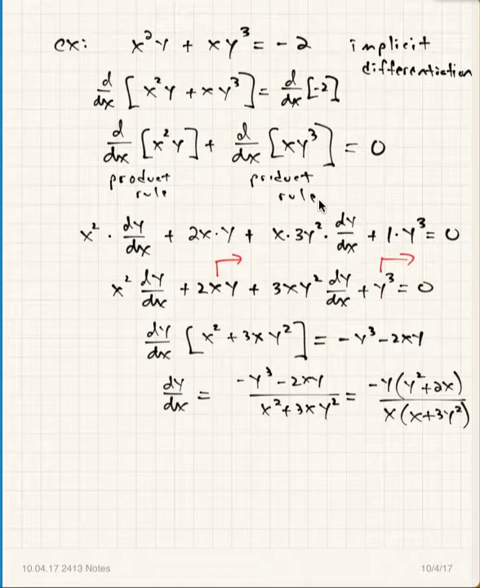 ex: x²y + xy³ = -2 implicit
differentiation
d/dx [x²y + xy³] = d/dx [-2]
d/dx [x²y] + d/dx [xy³] = 0
product rule product rule
x² · dy/dx + 2x·y + x·3y² · dy/dx + 1·y³ = 0
x² dy/dx + 2xy + 3xy² dy/dx + y³ = 0
dy/dx [x² + 3xy²] = -y³ - 2xy
dy/dx = (-y³ - 2xy)/(x² + 3xy²) = -y(y² + 2x)/x(x + 3y²)
10.04.17 2413 Notes 10/4/17